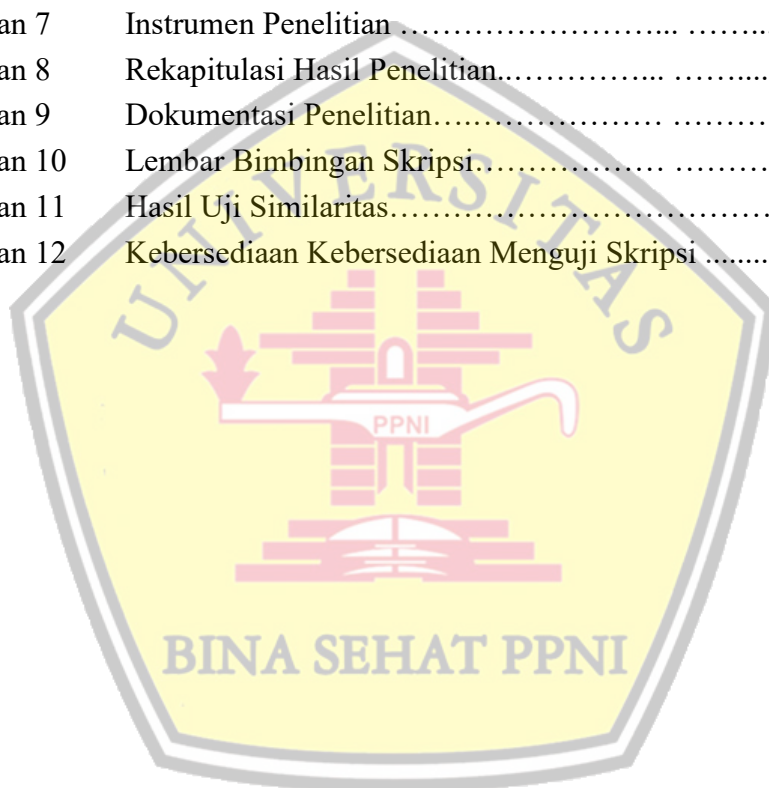 an 7 Instrumen Penelitian ……………………... ……...
an 8 Rekapitulasi Hasil Penelitian..…………... ……....
an 9 Dokumentasi Penelitian………………………… …………
an 10 Lembar Bimbingan Skripsi……………… …………
an 11 Hasil Uji Similaritas……………………………………
an 12 Kebersediaan Kebersediaan Menguji Skripsi ........
UNIVERSITAS
PPNI
BINA SEHAT PPNI